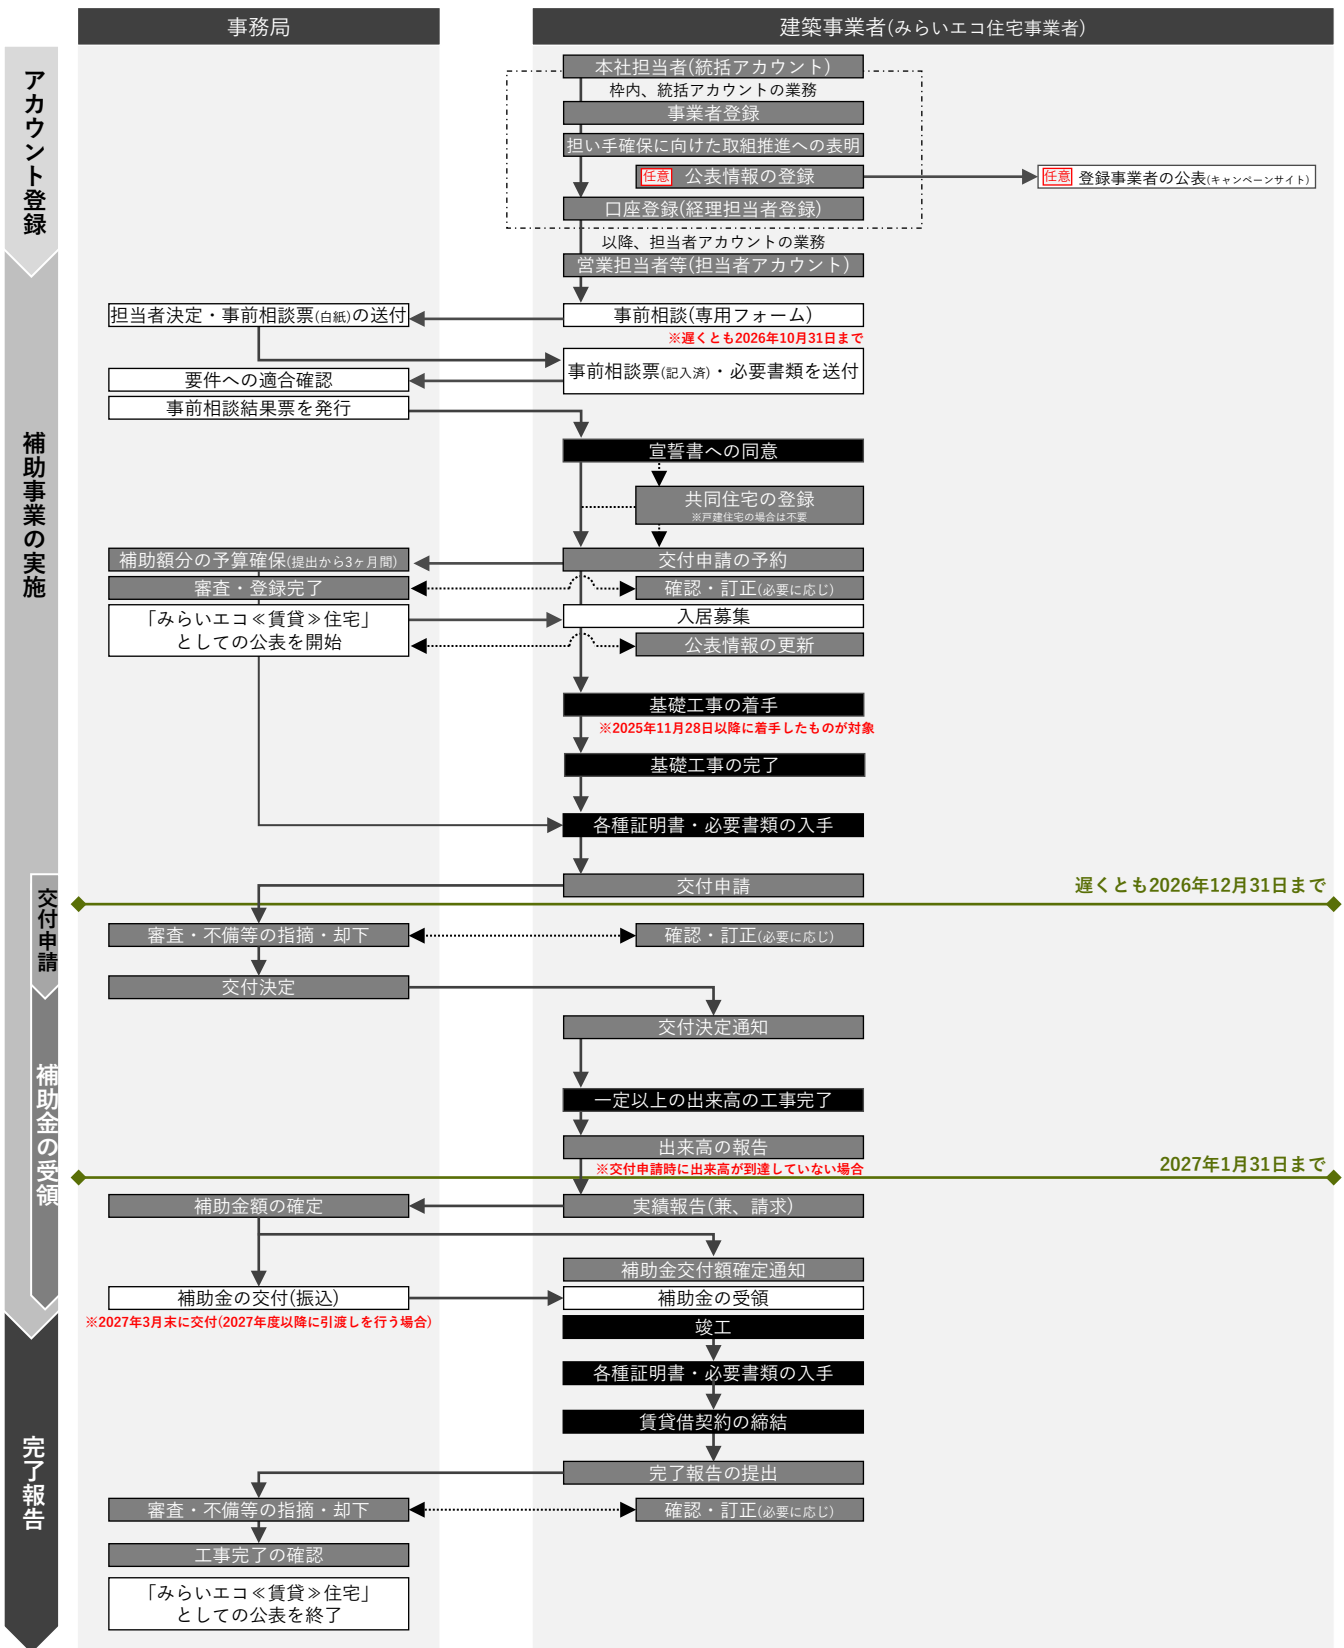 事務局
建築事業者(みらいエコ住宅事業者)
アカウント登録
本社担当者(統括アカウント)
枠内、統括アカウントの業務
事業者登録
担い手確保に向けた取組推進への表明
任意 公表情報の登録
任意 登録事業者の公表(キャンペーンサイト)
口座登録(経理担当者登録)
以降、担当者アカウントの業務
営業担当者等(担当者アカウント)
補助事業の実施
担当者決定・事前相談票(白紙)の送付
事前相談(専用フォーム)
※遅くとも2026年10月31日まで
事前相談票(記入済)・必要書類を送付
要件への適合確認
事前相談結果票を発行
宣誓書への同意
共同住宅の登録
※戸建住宅の場合は不要
補助額分の予算確保(提出から3ヶ月間)
交付申請の予約
審査・登録完了
確認・訂正(必要に応じ)
「みらいエコ≪賃貸≫住宅」
としての公表を開始
入居募集
公表情報の更新
基礎工事の着手
※2025年11月28日以降に着手したものが対象
基礎工事の完了
各種証明書・必要書類の入手
交付申請
交付申請
遅くとも2026年12月31日まで
審査・不備等の指摘・却下
確認・訂正(必要に応じ)
交付決定
交付決定通知
補助金の受領
一定以上の出来高の工事完了
出来高の報告
※交付申請時に出来高が到達していない場合
2027年1月31日まで
補助金額の確定
実績報告(兼、請求)
補助金交付額確定通知
補助金の交付(振込)
補助金の受領
※2027年3月末に交付(2027年度以降に引渡しを行う場合)
竣工
各種証明書・必要書類の入手
賃貸借契約の締結
完了報告
完了報告の提出
審査・不備等の指摘・却下
確認・訂正(必要に応じ)
工事完了の確認
「みらいエコ≪賃貸≫住宅」
としての公表を終了